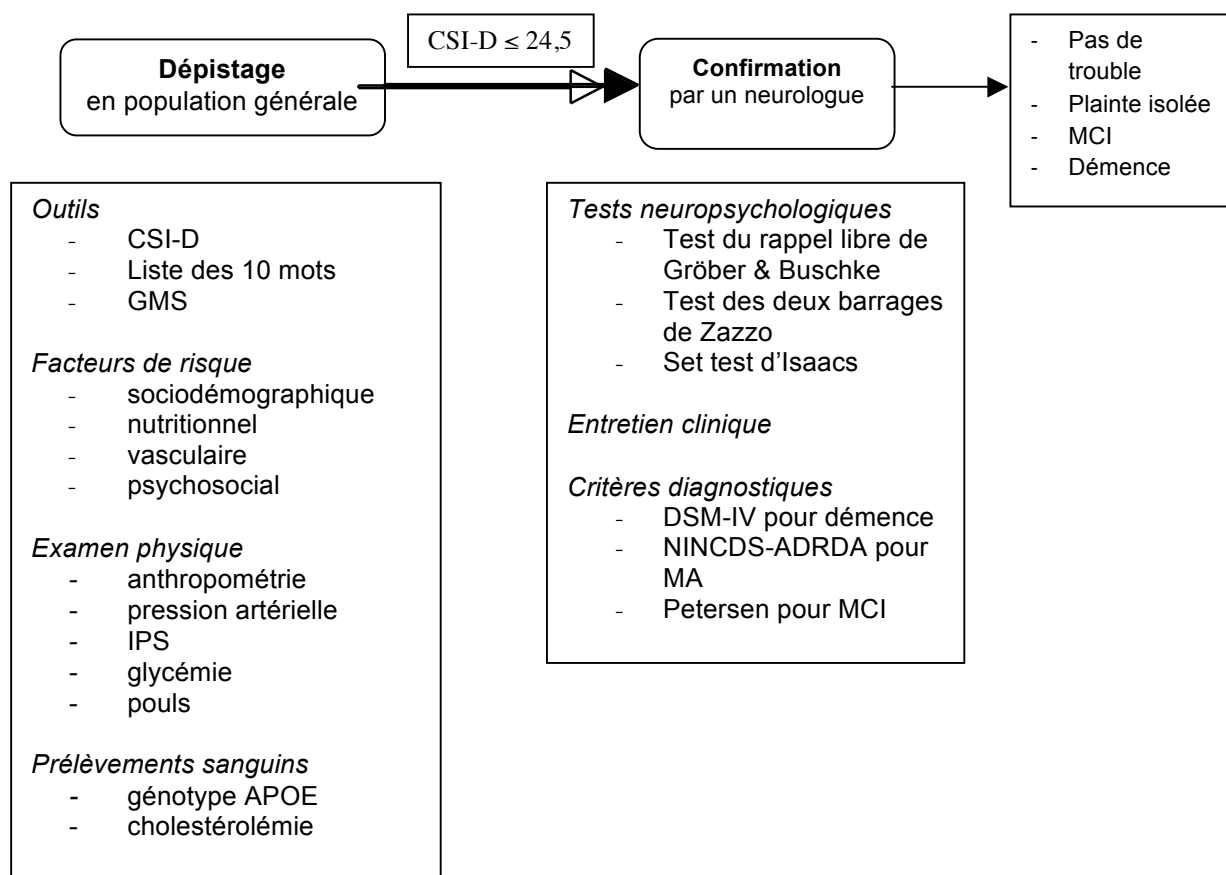 Dépistage
en population générale
CSI-D ≤ 24,5
Confirmation
par un neurologue
- Pas de
trouble
- Plainte isolée
- MCI
- Démence
Outils
- CSI-D
- Liste des 10 mots
- GMS
Facteurs de risque
- sociodémographique
- nutritionnel
- vasculaire
- psychosocial
Examen physique
- anthropométrie
- pression artérielle
- IPS
- glycémie
- pouls
Prélèvements sanguins
- génotype APOE
- cholestérolémie
Tests neuropsychologiques
- Test du rappel libre de
Gröber & Buschke
- Test des deux barrages
de Zazzo
- Set test d’Isaacs
Entretien clinique
Critères diagnostiques
- DSM-IV pour démence
- NINCDS-ADRDA pour
MA
- Petersen pour MCI